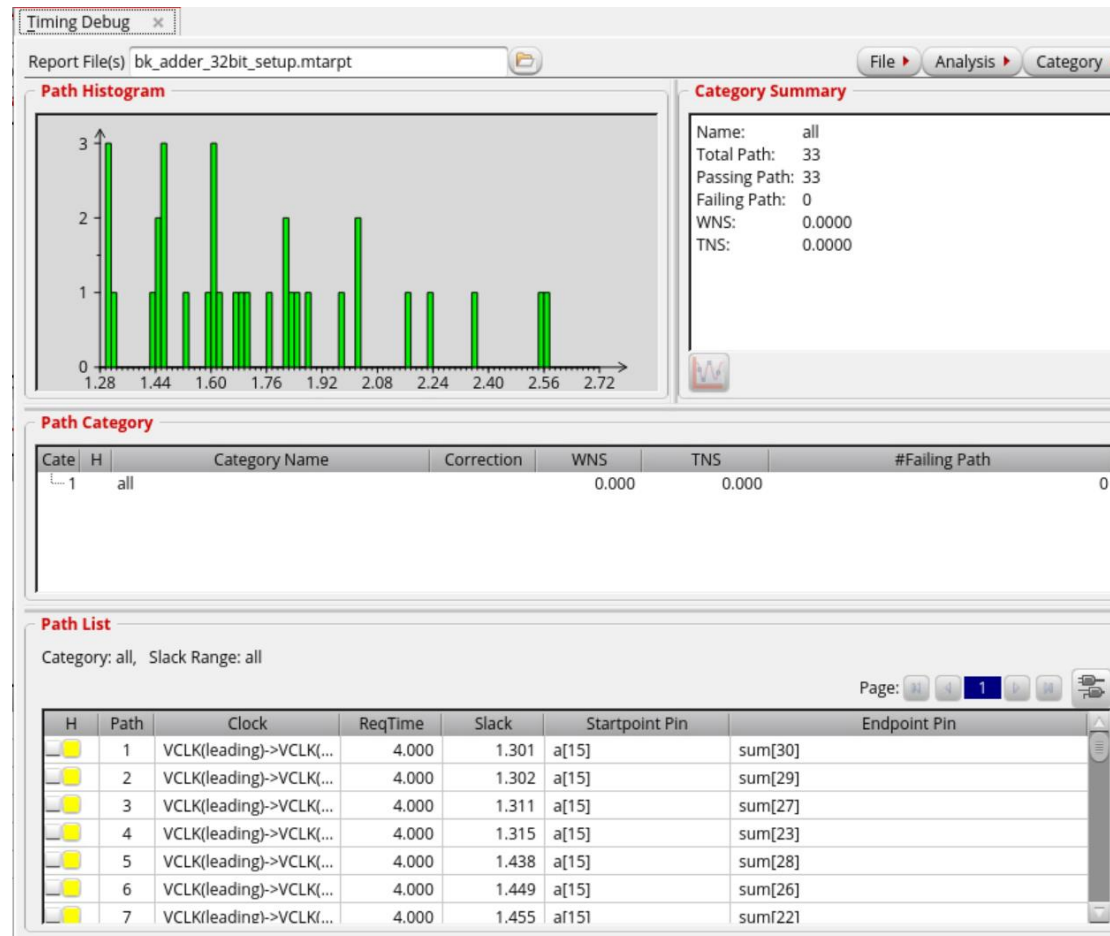 Timing Debug ×
Report File(s) bk_adder_32bit_setup.mtarpt
File Analysis Category
Path Histogram
3
2
1
0
1.28 1.44 1.60 1.76 1.92 2.08 2.24 2.40 2.56 2.72
Category Summary
Name: all
Total Path: 33
Passing Path: 33
Failing Path: 0
WNS: 0.0000
TNS: 0.0000
Path Category
Cate H Category Name Correction WNS TNS #Failing Path
1 all 0.000 0.000 0
Path List
Category: all, Slack Range: all
Page: 1
H Path Clock ReqTime Slack Startpoint Pin Endpoint Pin
1 VCLK(leading)->VCLK(... 4.000 1.301 a[15] sum[30]
2 VCLK(leading)->VCLK(... 4.000 1.302 a[15] sum[29]
3 VCLK(leading)->VCLK(... 4.000 1.311 a[15] sum[27]
4 VCLK(leading)->VCLK(... 4.000 1.315 a[15] sum[23]
5 VCLK(leading)->VCLK(... 4.000 1.438 a[15] sum[28]
6 VCLK(leading)->VCLK(... 4.000 1.449 a[15] sum[26]
7 VCLK(leading)->VCLK(... 4.000 1.455 a[15] sum[22]